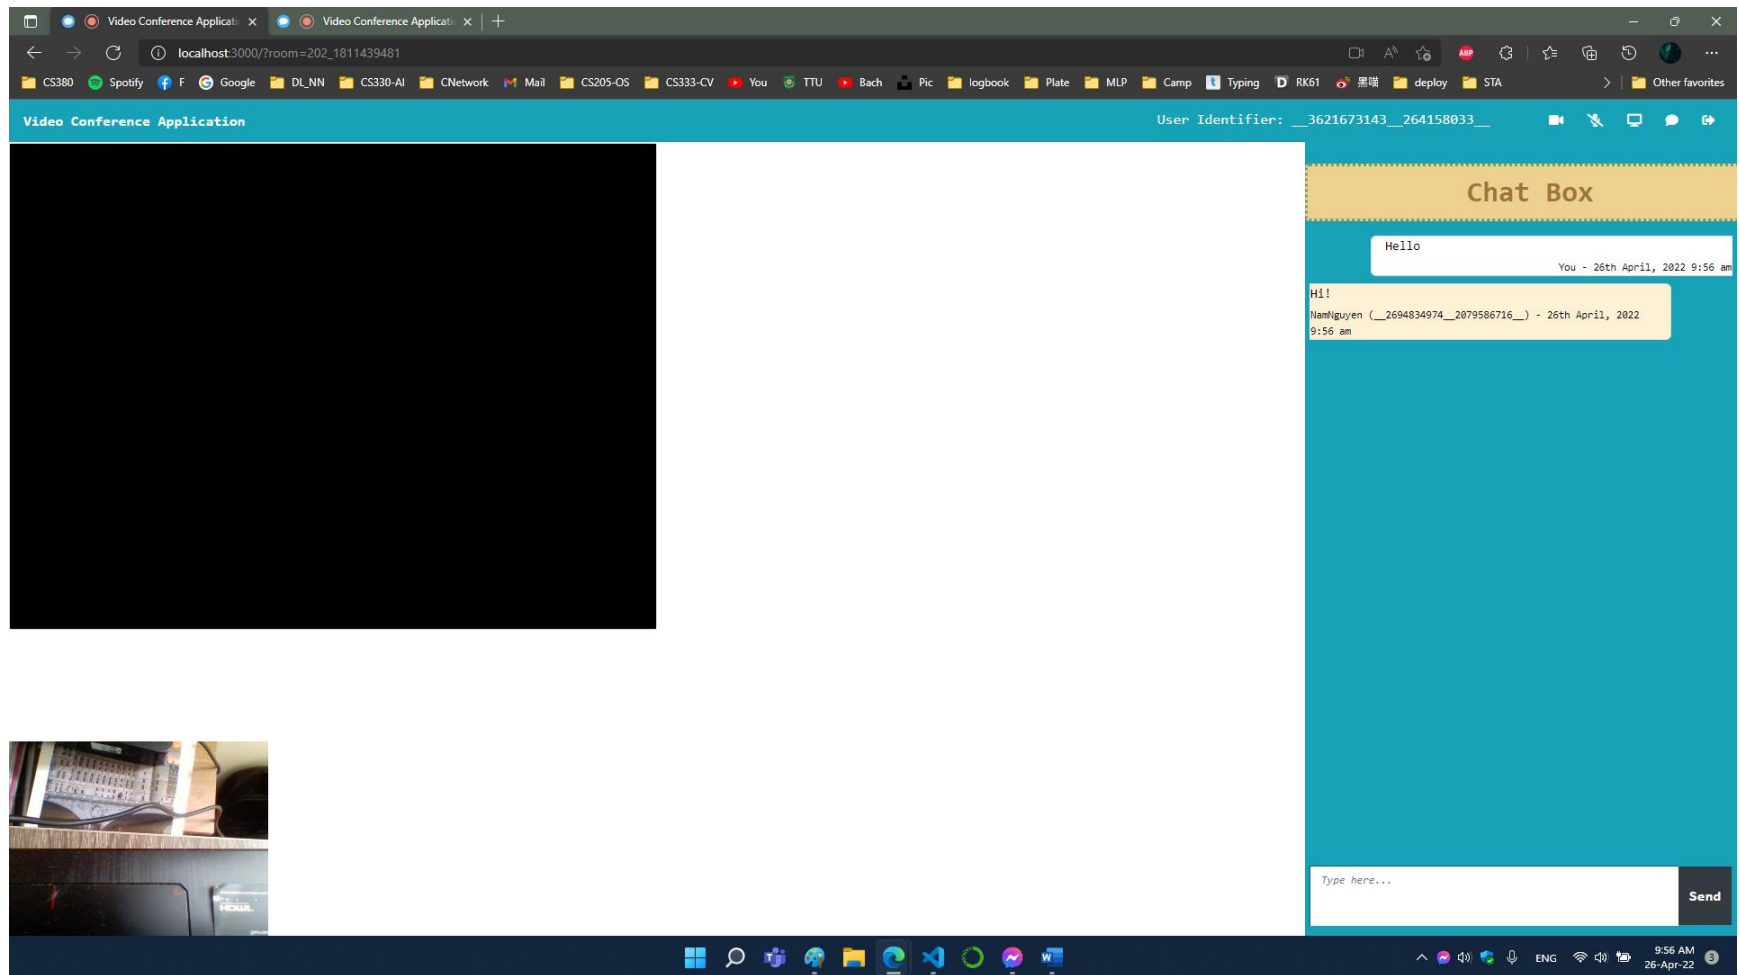 Video Conference Applicati
Video Conference Applicati
localhost:3000/?room=202_1811439481
CS380 Spotify F Google DL_NN CS330-AI CNetwork Mail CS205-OS CS333-CV You TTU Bach Pic logbook Plate MLP Camp Typing RK61 黑喵 deploy STA Other favorites
Video Conference Application
User Identifier: __3621673143__264158033__
Chat Box
Hello
You - 26th April, 2022 9:56 am
Hi!
NamNguyen (__2694834974__2079586716__) - 26th April, 2022
9:56 am
Type here...
Send
ENG
9:56 AM
26-Apr-22
3